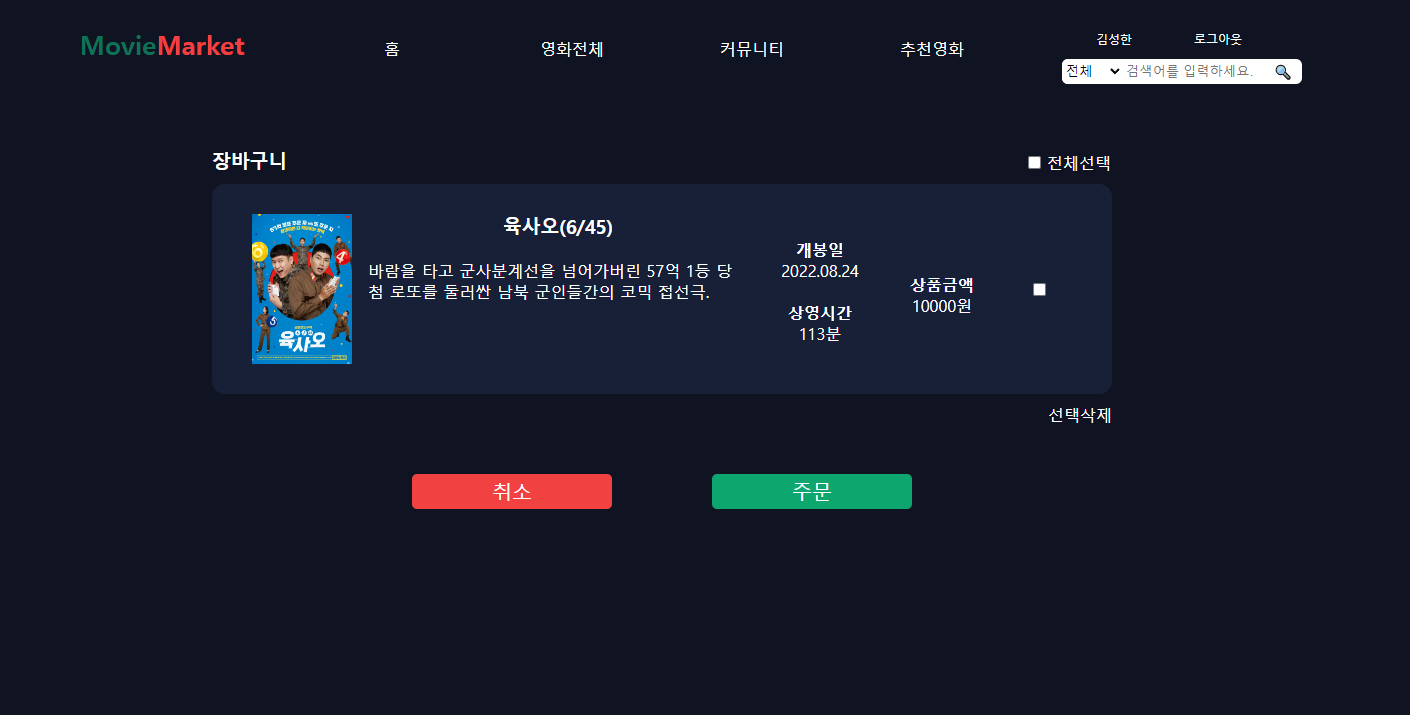 MovieMarket
홈
영화전체
커뮤니티
추천영화
김성한
로그아웃
전체
검색어를 입력하세요.
장바구니
전체선택
육사오(6/45)
바람을 타고 군사분계선을 넘어가버린 57억 1등 당
첨 로또를 둘러싼 남북 군인들간의 코믹 접선극.
개봉일
2022.08.24
상영시간
113분
상품금액
10000원
6
4
5
육사오
선택삭제
취소
주문